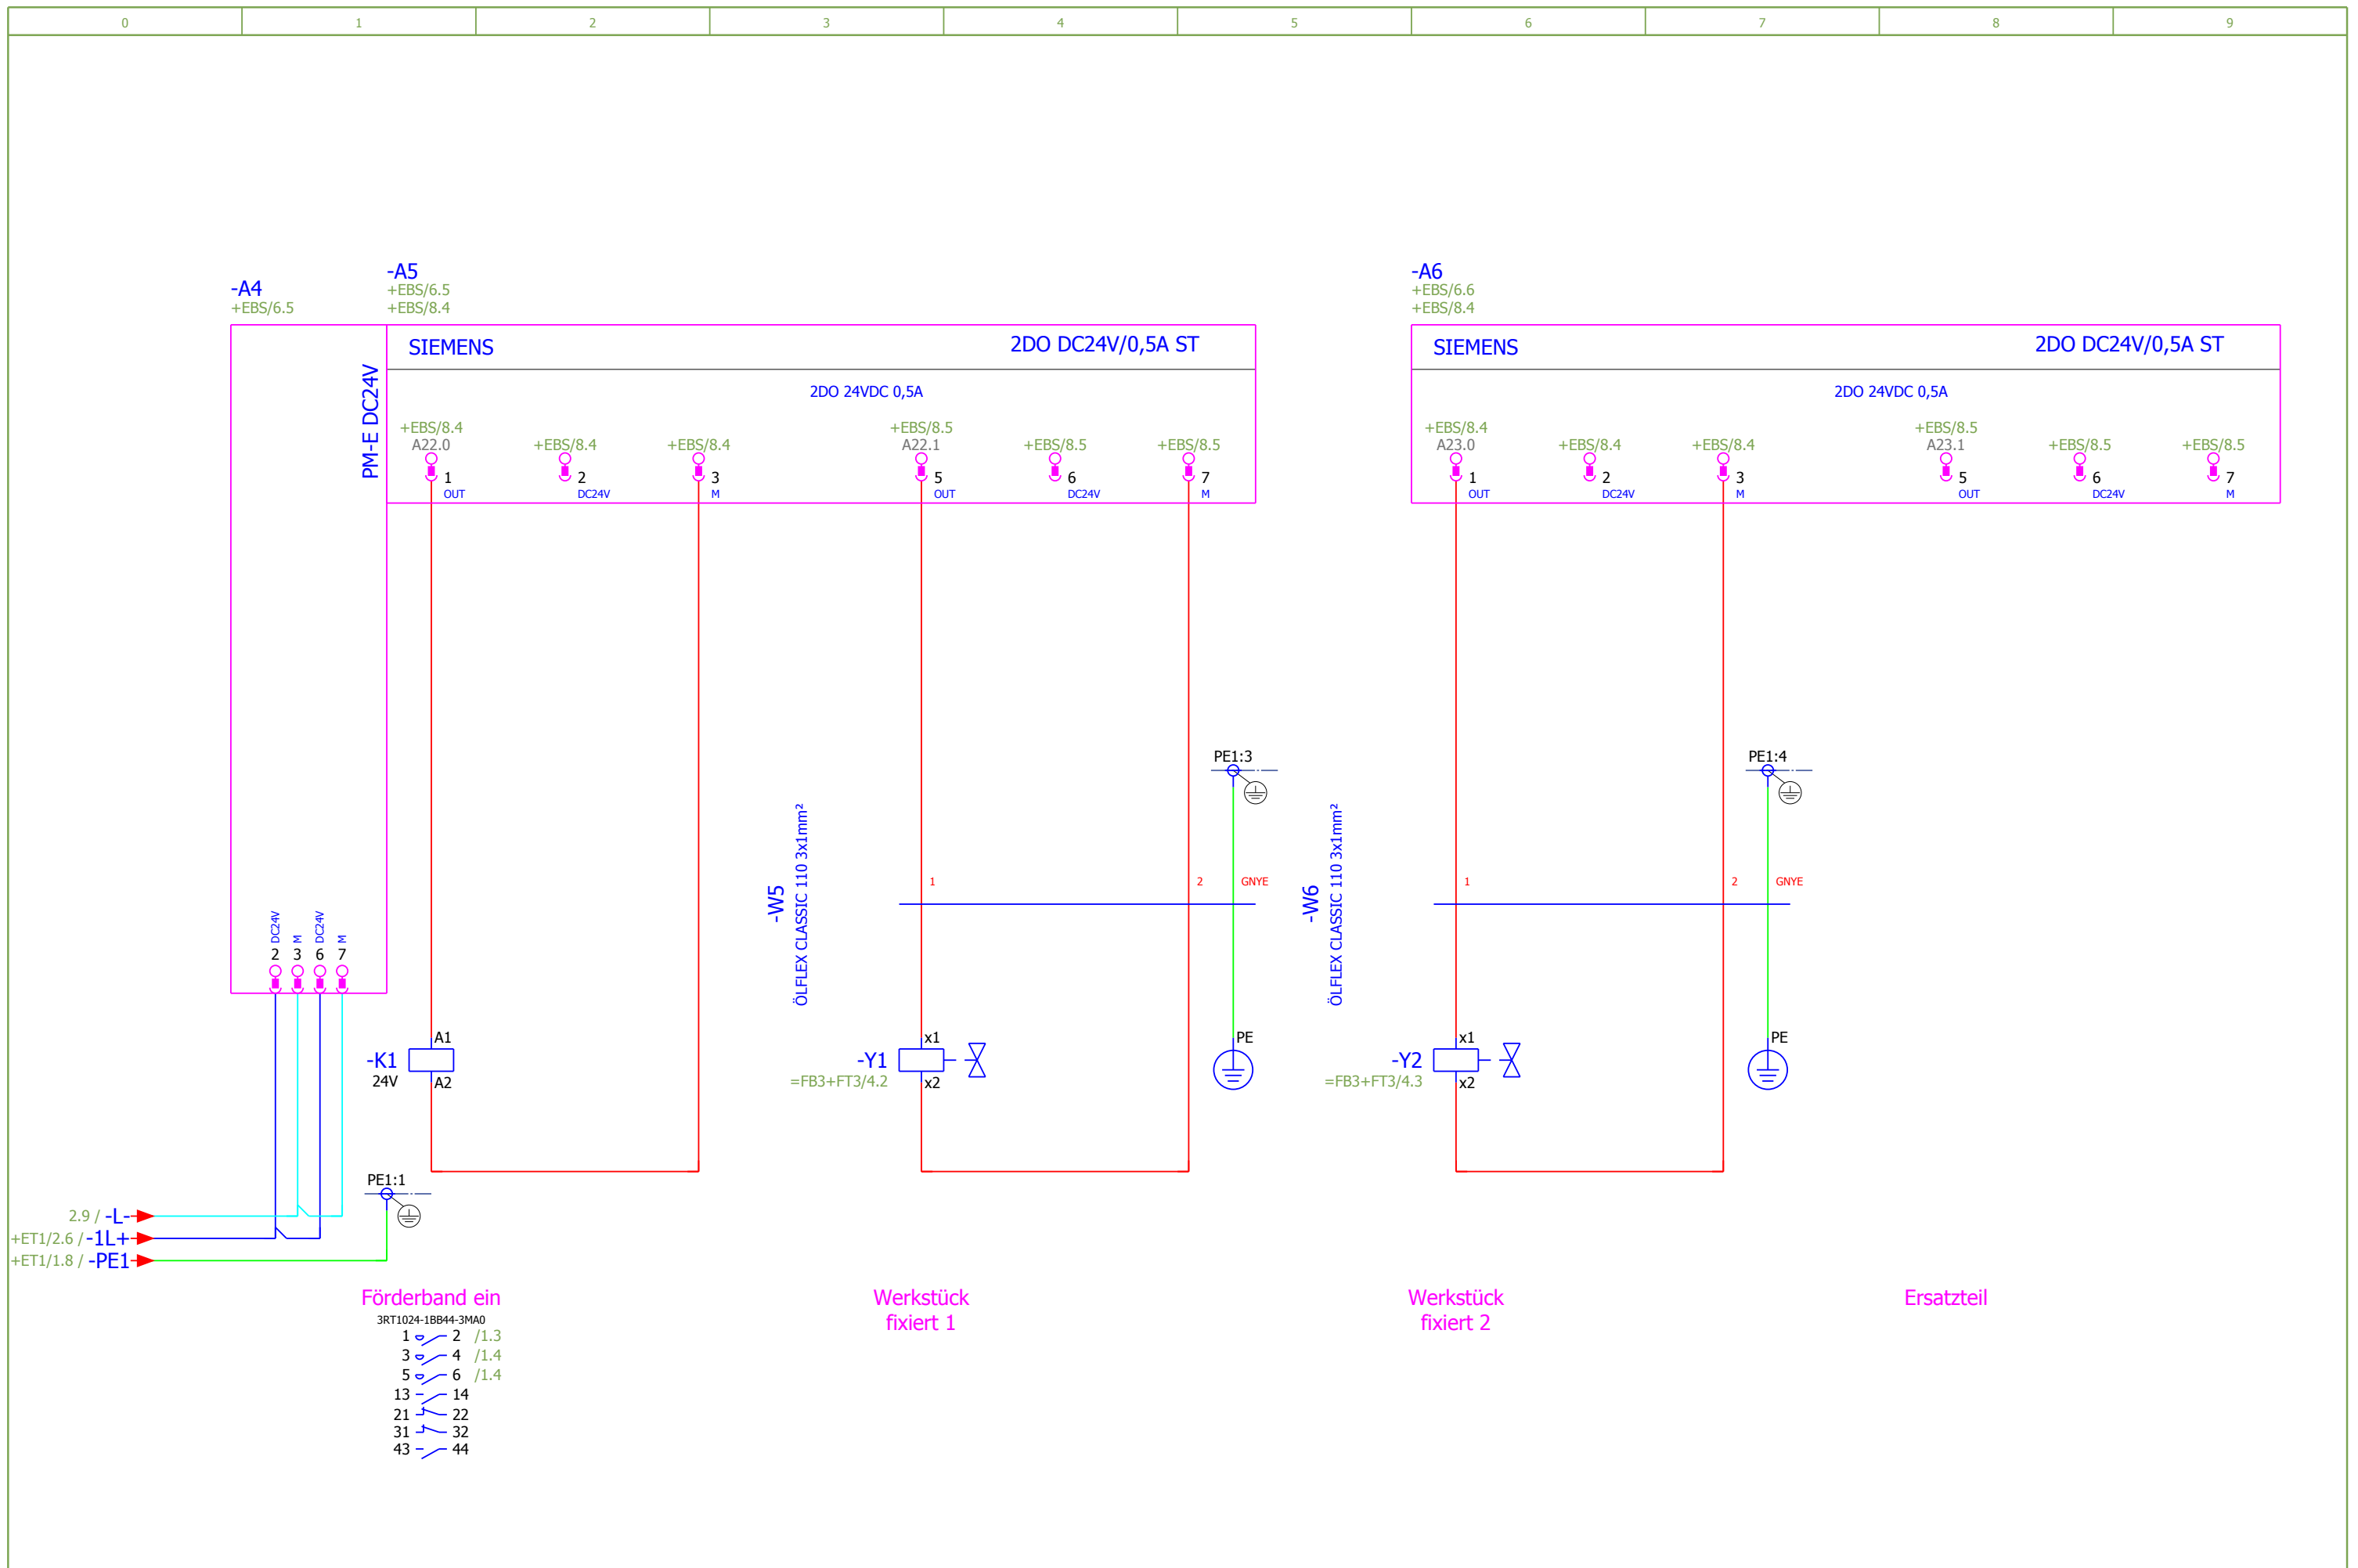 0 1 2 3 4 5 6 7 8 9
-A4
+EBS/6.5
-A5
+EBS/6.5
+EBS/8.4
-A6
+EBS/6.6
+EBS/8.4
PM-E DC24V
SIEMENS 2DO DC24V/0,5A ST
2DO 24VDC 0,5A
+EBS/8.4 +EBS/8.5
A22.0 +EBS/8.4 +EBS/8.4 A22.1 +EBS/8.5 +EBS/8.5
1 2 3 5 6 7
OUT DC24V M OUT DC24V M
SIEMENS 2DO DC24V/0,5A ST
2DO 24VDC 0,5A
+EBS/8.4 +EBS/8.5
A23.0 +EBS/8.4 +EBS/8.4 A23.1 +EBS/8.5 +EBS/8.5
1 2 3 5 6 7
OUT DC24V M OUT DC24V M
PE1:3
PE1:4
-W5
ÖLFLEX CLASSIC 110 3x1mm²
1 2 GNYE
-W6
ÖLFLEX CLASSIC 110 3x1mm²
1 2 GNYE
DC24V M DC24V M
2 3 6 7
-K1
24V
A1
A2
-Y1
=FB3+FT3/4.2
x1
x2
PE
-Y2
=FB3+FT3/4.3
x1
x2
PE
PE1:1
2.9 / -L-
+ET1/2.6 / -1L+
+ET1/1.8 / -PE1
Förderband ein
3RT1024-1BB44-3MA0
1 2 /1.3
3 4 /1.4
5 6 /1.4
13 14
21 22
31 32
43 44
Werkstück
fixiert 1
Werkstück
fixiert 2
Ersatzteil